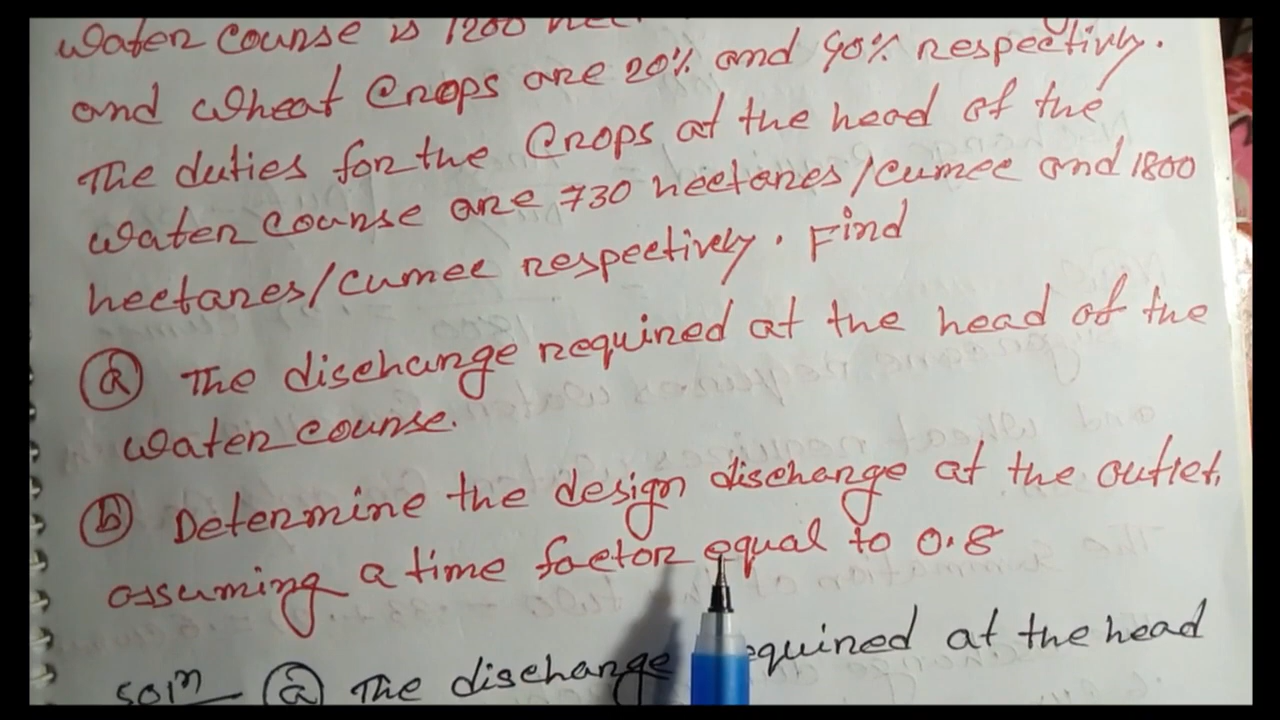 water course is 1200 hec
and wheat crops are 20% and 40% respectively.
The duties for the crops at the head of the
water course are 730 hectares/cumec and 1800
hectares/cumec respectively. Find
(a) The discharge required at the head of the
water course.
(b) Determine the design discharge at the outlet,
assuming a time factor equal to 0.8
Soln (a) The discharge required at the head